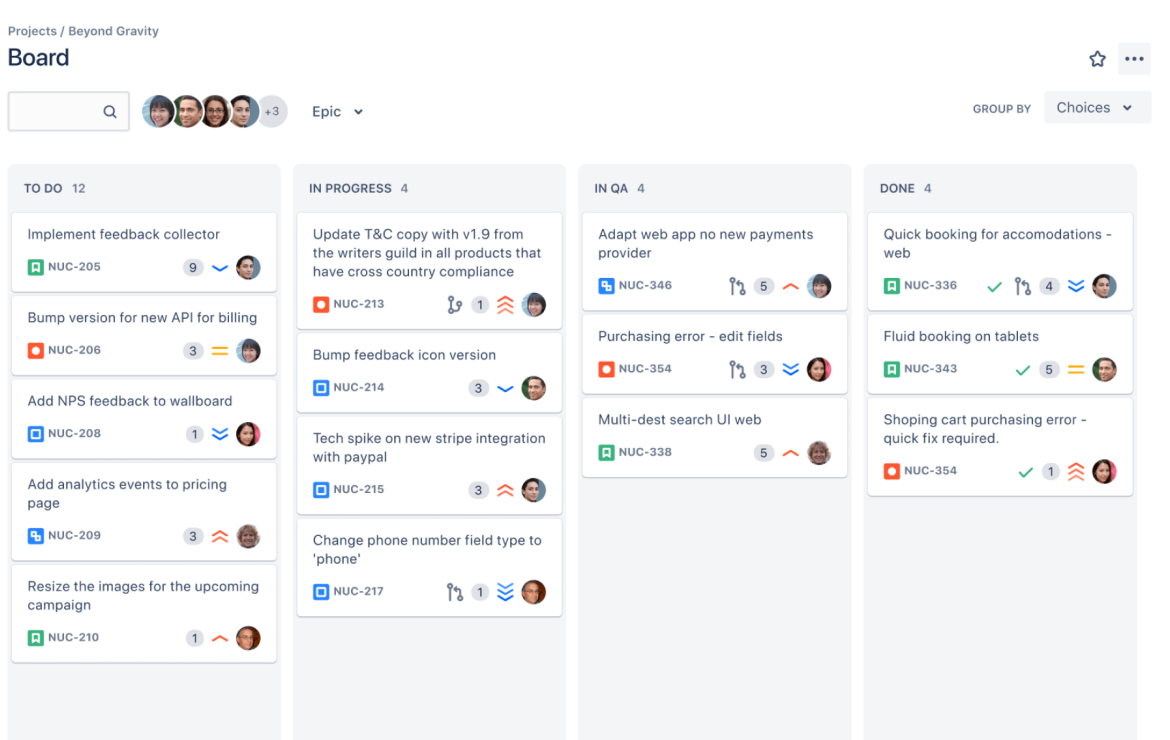 Projects / Beyond Gravity
Board
+3
Epic
GROUP BY
Choices
TO DO 12
Implement feedback collector
NUC-205
9
Bump version for new API for billing
NUC-206
3
Add NPS feedback to wallboard
NUC-208
1
Add analytics events to pricing
page
NUC-209
3
Resize the images for the upcoming
campaign
NUC-210
1
IN PROGRESS 4
Update T&C copy with v1.9 from
the writers guild in all products that
have cross country compliance
NUC-213
1
Bump feedback icon version
NUC-214
3
Tech spike on new stripe integration
with paypal
NUC-215
3
Change phone number field type to
'phone'
NUC-217
1
IN QA 4
Adapt web app no new payments
provider
NUC-346
5
Purchasing error - edit fields
NUC-354
3
Multi-dest search UI web
NUC-338
5
DONE 4
Quick booking for accomodations -
web
NUC-336
4
Fluid booking on tablets
NUC-343
5
Shoping cart purchasing error -
quick fix required.
NUC-354
1